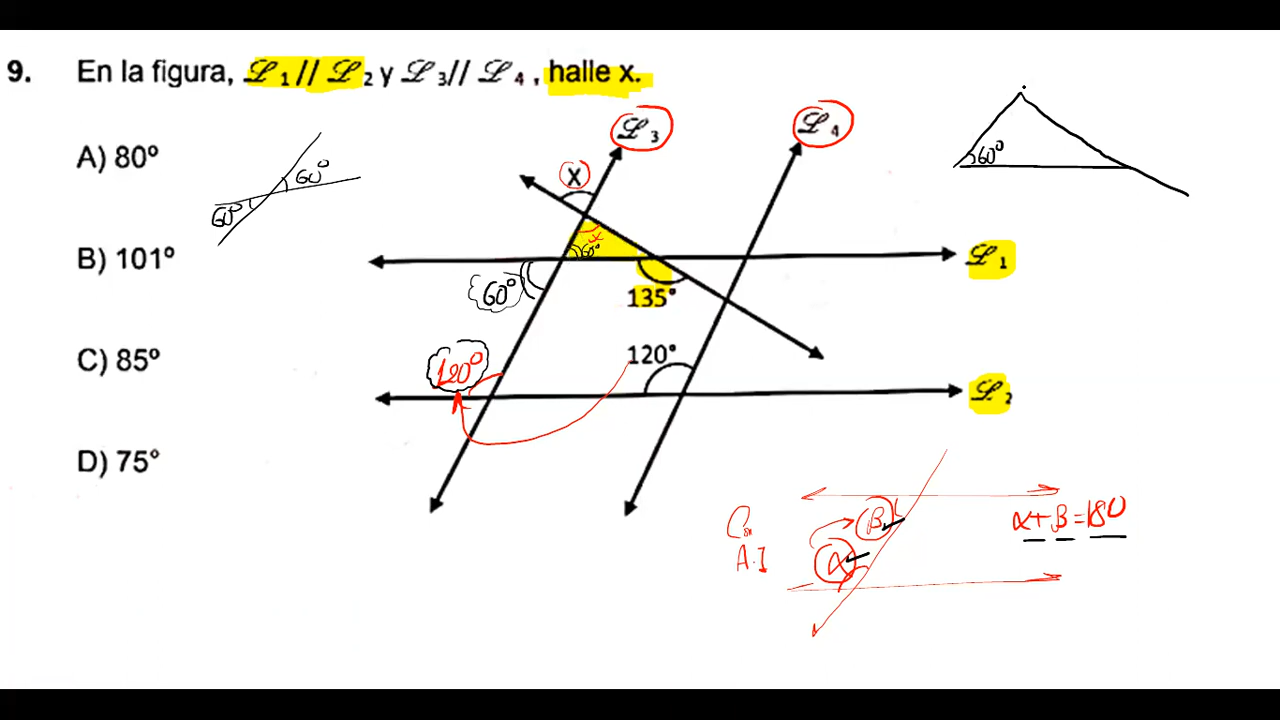 9. En la figura, ℒ₁ // ℒ₂ y ℒ₃// ℒ₄ , halle x.
A) 80º
B) 101º
C) 85º
D) 75°
60°
60°
ℒ₃
ℒ₄
60°
X
x
60°
ℒ₁
60°
135°
120°
120°
ℒ₂
β
α+β=180
α
A.I